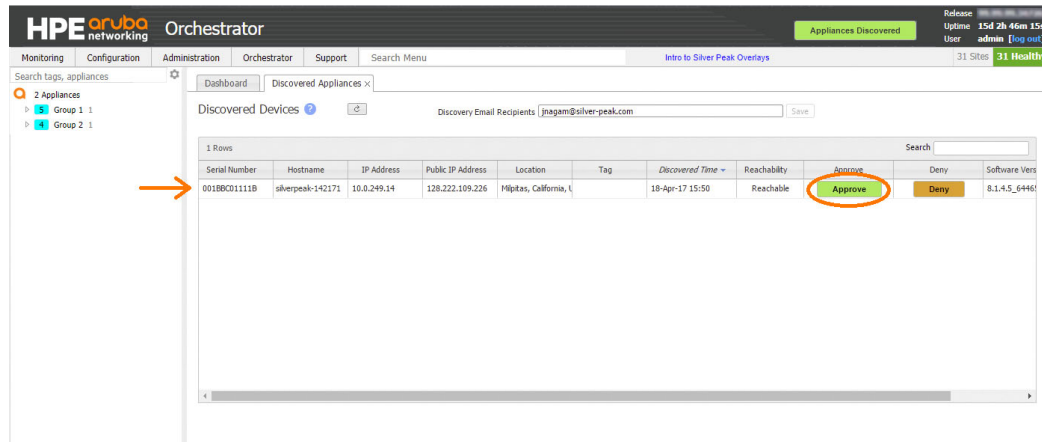 HPE aruba networking Orchestrator
Appliances Discovered
Release
Uptime 15d 2h 46m 15
User admin [log out
Monitoring Configuration Administration Orchestrator Support Search Menu Intro to Silver Peak Overlays 31 Sites 31 Health
Search tags, appliances
2 Appliances
5 Group 1 1
4 Group 2 1
Dashboard Discovered Appliances ×
Discovered Devices ? Discovery Email Recipients jnagam@silver-peak.com Save
1 Rows Search
Serial Number Hostname IP Address Public IP Address Location Tag Discovered Time Reachability Approve Deny Software Vers
001BBC01111B silverpeak-142171 10.0.249.14 128.222.109.226 Milpitas, California, U 18-Apr-17 15:50 Reachable Approve Deny 8.1.4.5_6446